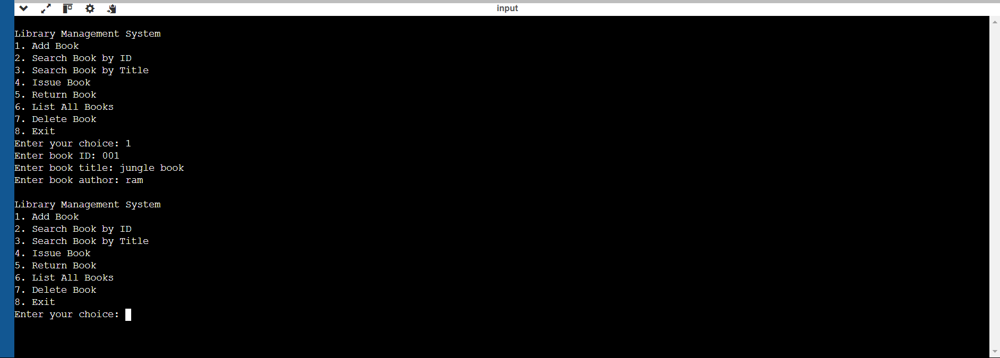 input
Library Management System
1. Add Book
2. Search Book by ID
3. Search Book by Title
4. Issue Book
5. Return Book
6. List All Books
7. Delete Book
8. Exit
Enter your choice: 1
Enter book ID: 001
Enter book title: jungle book
Enter book author: ram
Library Management System
1. Add Book
2. Search Book by ID
3. Search Book by Title
4. Issue Book
5. Return Book
6. List All Books
7. Delete Book
8. Exit
Enter your choice: